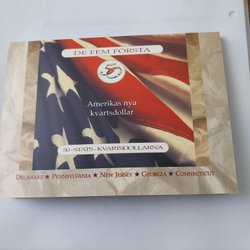 DE FEM FÖRSTA
Amerikas nya
kvartsdollar
50-STATS-KVARTSDOLLARNA
DELAWARE ★ PENNSYLVANIA ★ NEW JERSEY ★ GEORGIA ★ CONNECTICUT